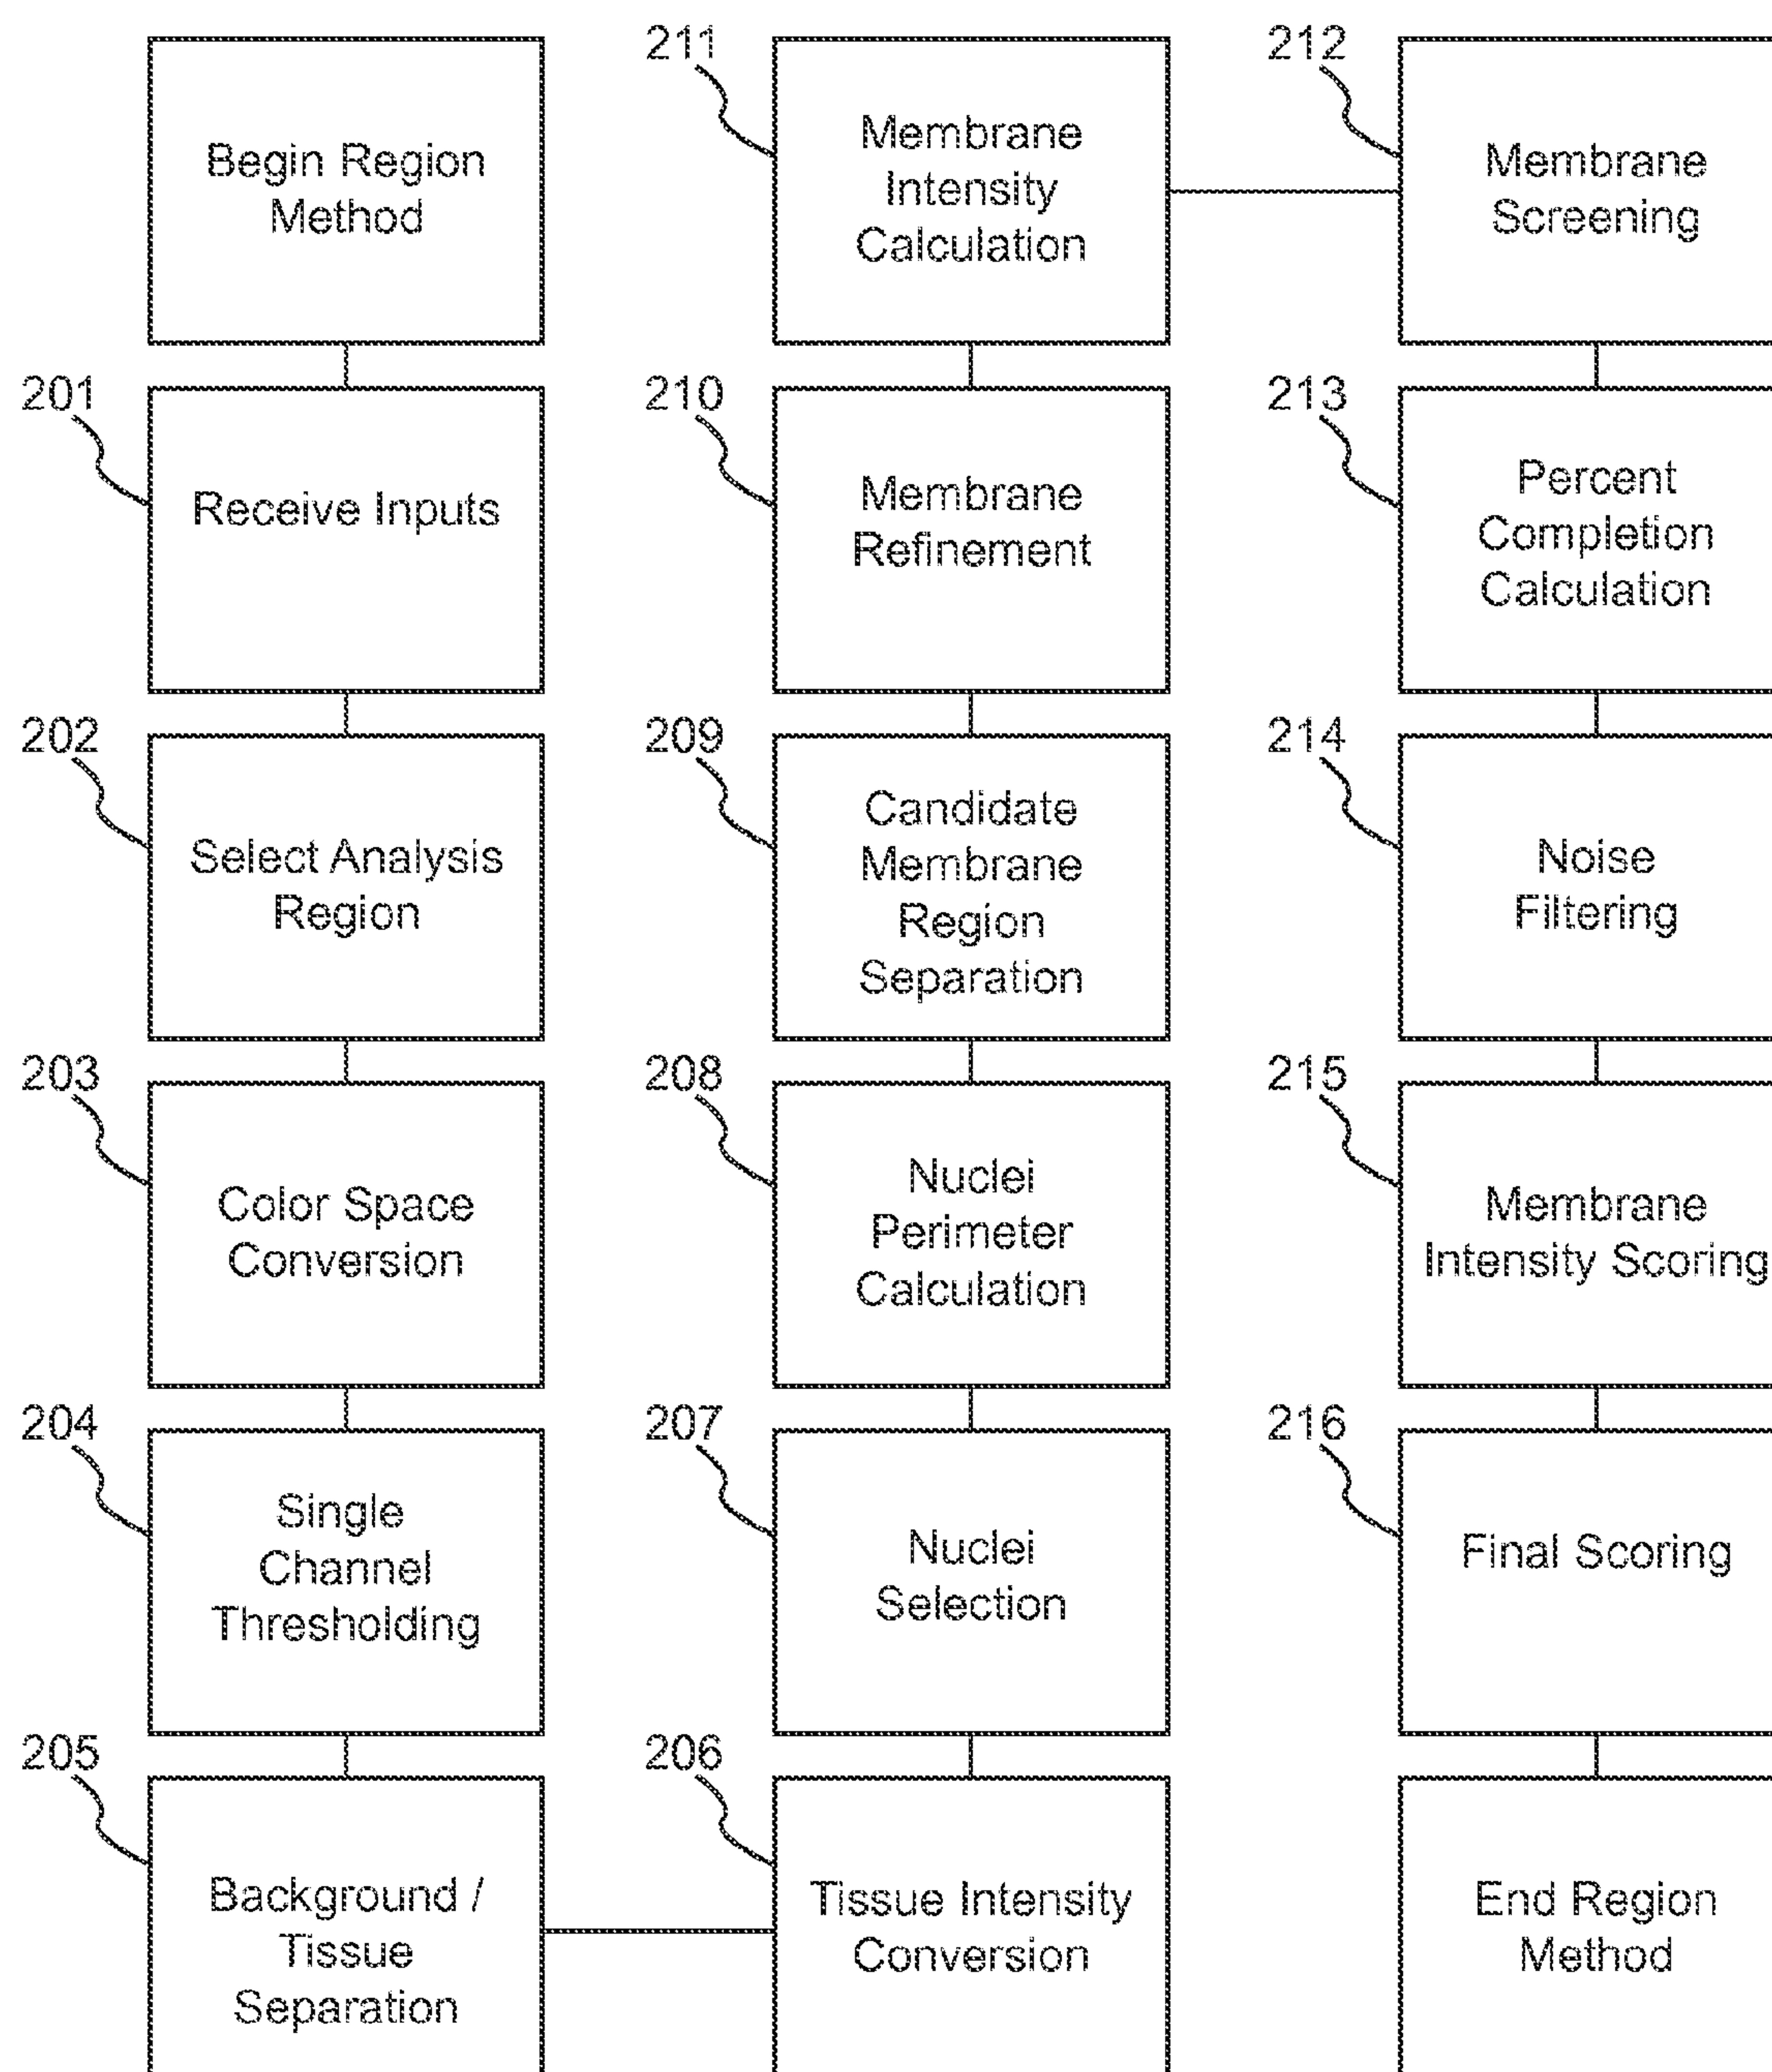 Begin Region
Method
201
Receive Inputs
202
Select Analysis
Region
203
Color Space
Conversion
204
Single
Channel
Thresholding
205
Background /
Tissue
Separation
206
Tissue Intensity
Conversion
207
Nuclei
Selection
208
Nuclei
Perimeter
Calculation
209
Candidate
Membrane
Region
Separation
210
Membrane
Refinement
211
Membrane
Intensity
Calculation
212
Membrane
Screening
213
Percent
Completion
Calculation
214
Noise
Filtering
215
Membrane
Intensity Scoring
216
Final Scoring
End Region
Method